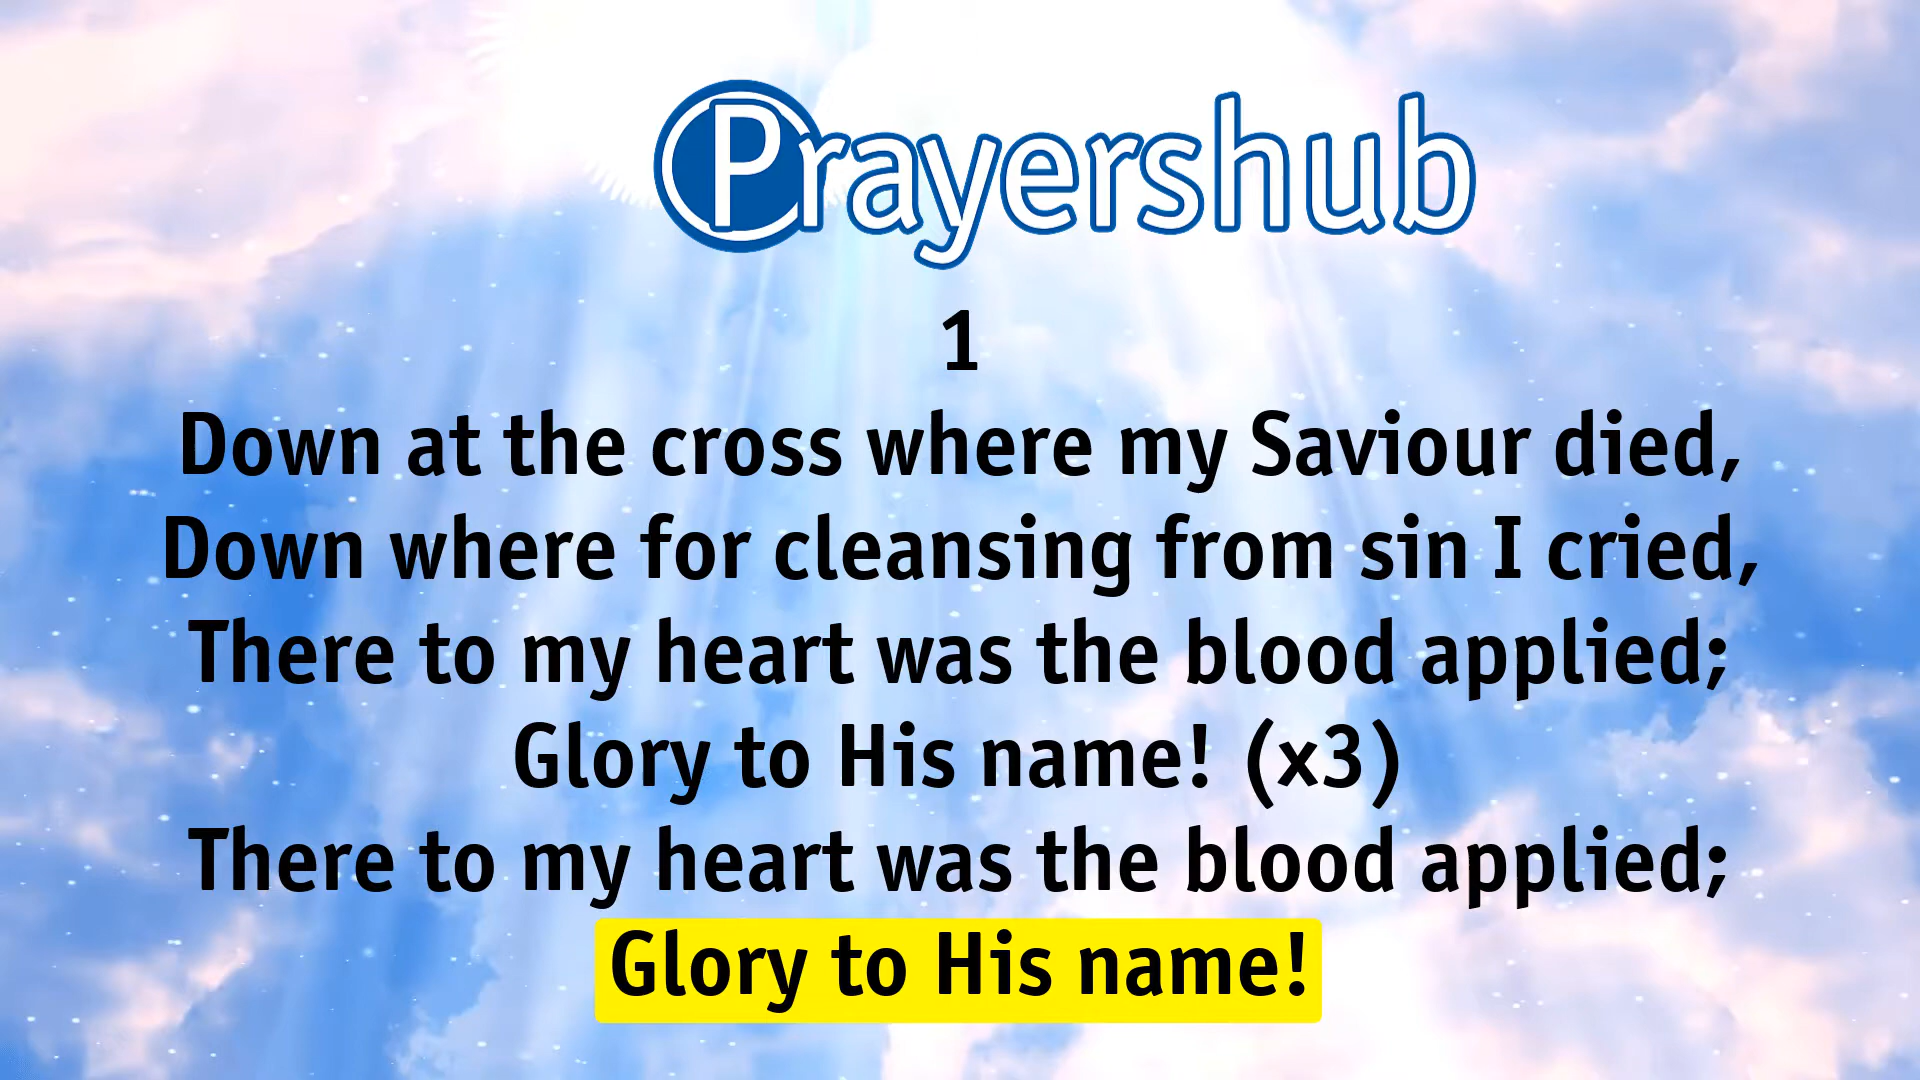 Prayershub
1
Down at the cross where my Saviour died,
Down where for cleansing from sin I cried,
There to my heart was the blood applied;
Glory to His name! (x3)
There to my heart was the blood applied;
Glory to His name!